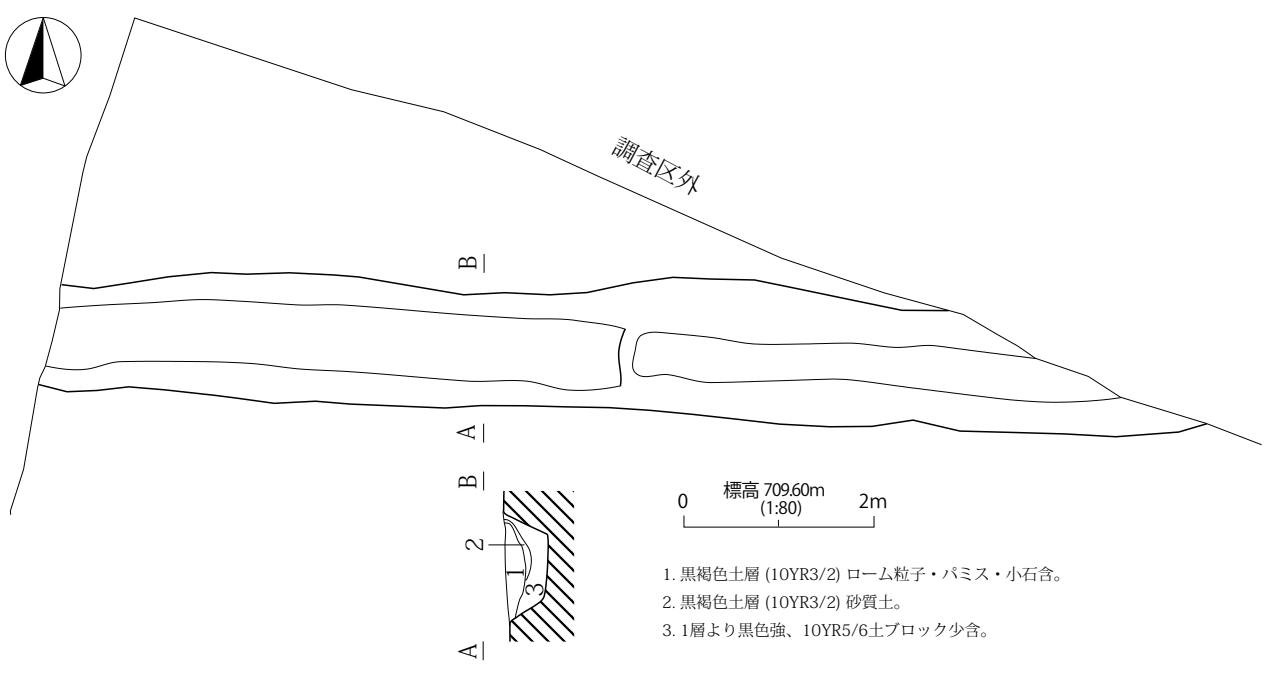 調査区外
B
A
B
2
1
3
A
標高 709.60m
0 (1:80) 2m
1. 黒褐色土層 (10YR3/2) ローム粒子・パミス・小石含。
2. 黒褐色土層 (10YR3/2) 砂質土。
3. 1層より黒色強、10YR5/6土ブロック少含。